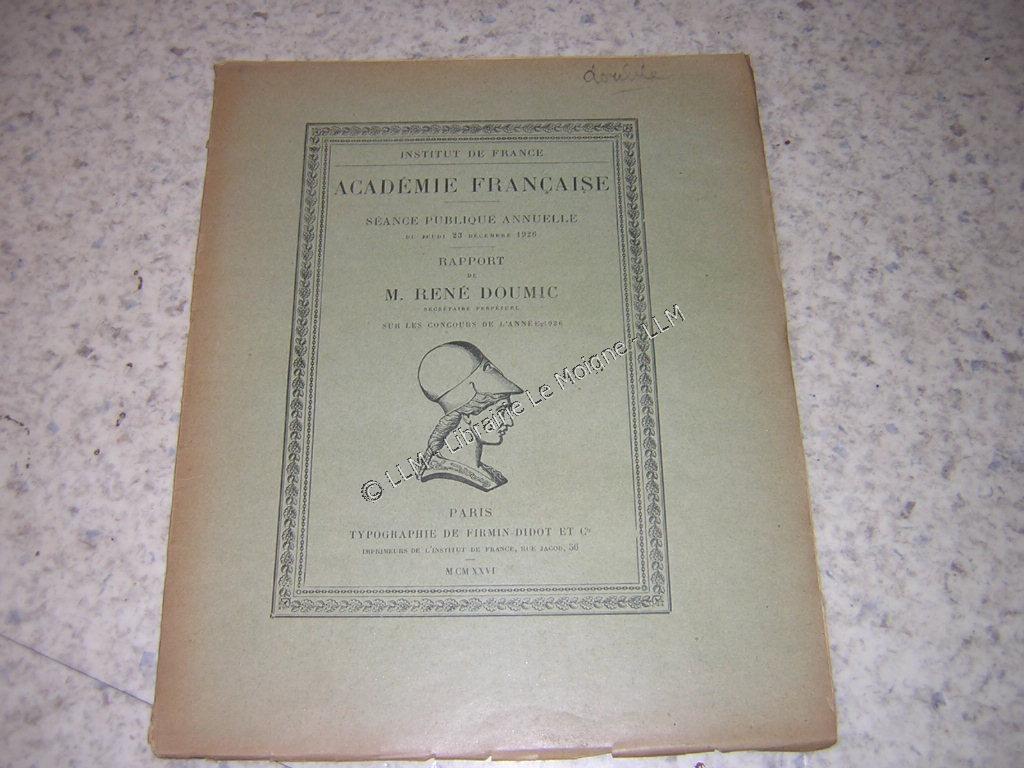 double
INSTITUT DE FRANCE
ACADÉMIE FRANÇAISE
SÉANCE PUBLIQUE ANNUELLE
DU JEUDI 23 DÉCEMBRE 1926
RAPPORT
DE
M. RENÉ DOUMIC
SECRÉTAIRE PERPÉTUEL
SUR LES CONCOURS DE L'ANNÉE 1926
© LLM - Librairie Le Moigne - LLM
PARIS
TYPOGRAPHIE DE FIRMIN-DIDOT ET Cie
IMPRIMEURS DE L'INSTITUT DE FRANCE, RUE JACOB, 56
MCMXXVI